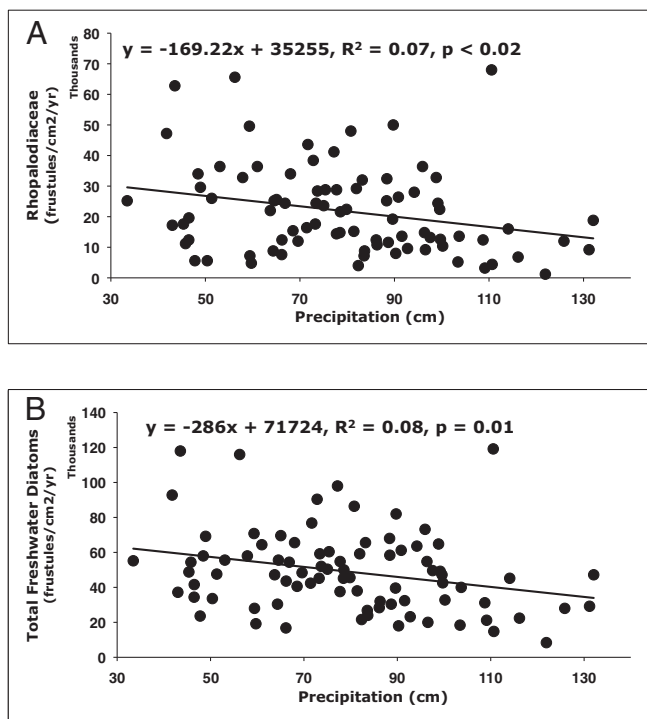 A
y = -169.22x + 35255, R² = 0.07, p < 0.02
Thousands
Rhopalodiaceae
(frustules/cm2/yr)
80
70
60
50
40
30
20
10
0
30 50 70 90 110 130
Precipitation (cm)
B
y = -286x + 71724, R² = 0.08, p = 0.01
Thousands
Total Freshwater Diatoms
(frustules/cm2/yr)
140
120
100
80
60
40
20
0
30 50 70 90 110 130
Precipitation (cm)